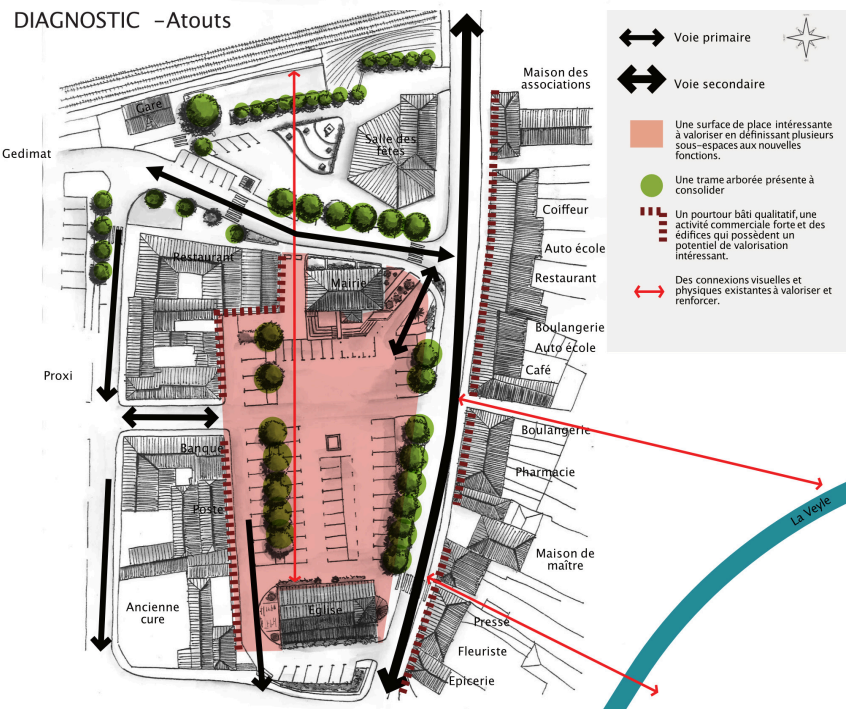 DIAGNOSTIC –Atouts
Voie primaire
Voie secondaire
Une surface de place intéressante
à valoriser en définissant plusieurs
sous-espaces aux nouvelles
fonctions.
Une trame arborée présente à
consolider
Un pourtour bâti qualitatif, une
activité commerciale forte et des
édifices qui possèdent un
potentiel de valorisation
intéressant.
Des connexions visuelles et
physiques existantes à valoriser et
renforcer.
Maison des
associations
Gare
Salle des
fêtes
Gedimat
Coiffeur
Auto école
Restaurant
Restaurant
Mairie
Boulangerie
Auto école
Café
Proxi
Boulangerie
Banque
Pharmacie
Poste
La Veyle
Maison de
maître
Ancienne
cure
Eglise
Presse
Fleuriste
Epicerie